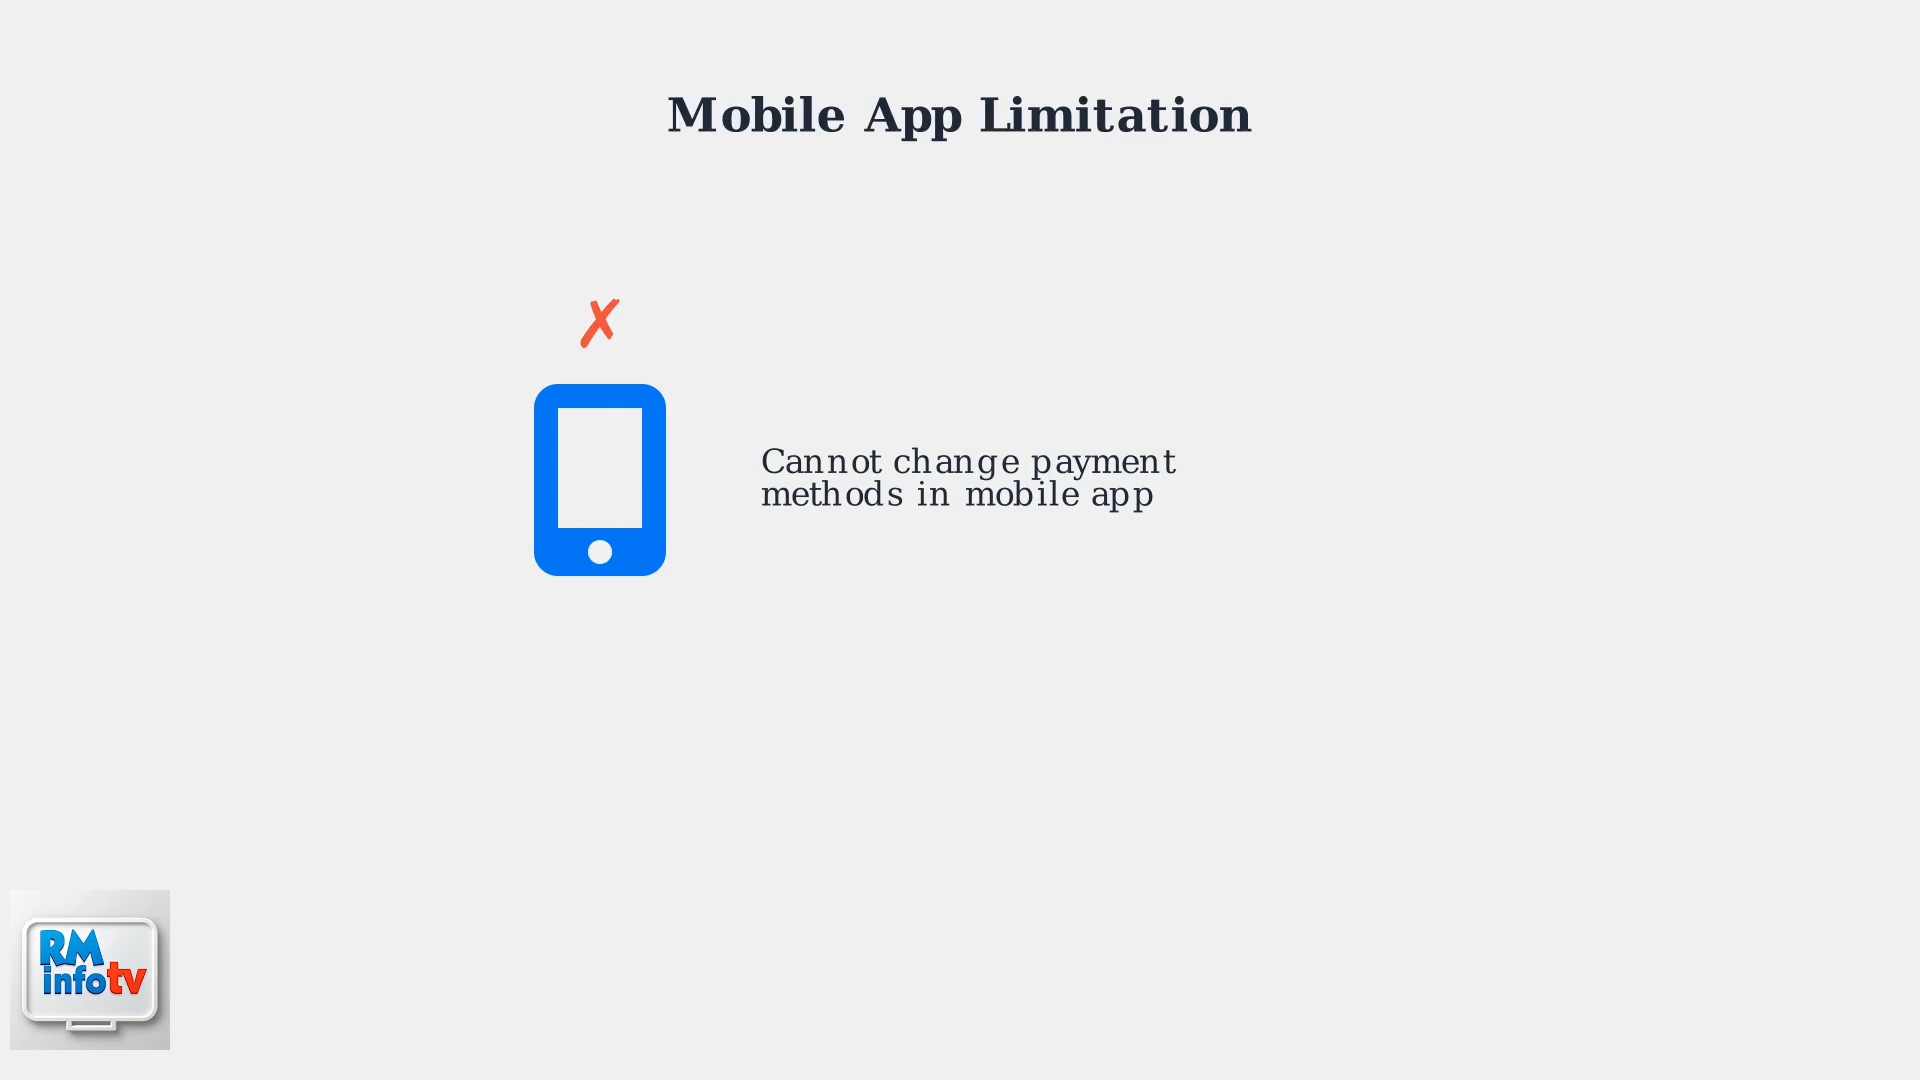 Mobile App Limitation
✗
Cannot change payment
methods in mobile app
RM
infotv